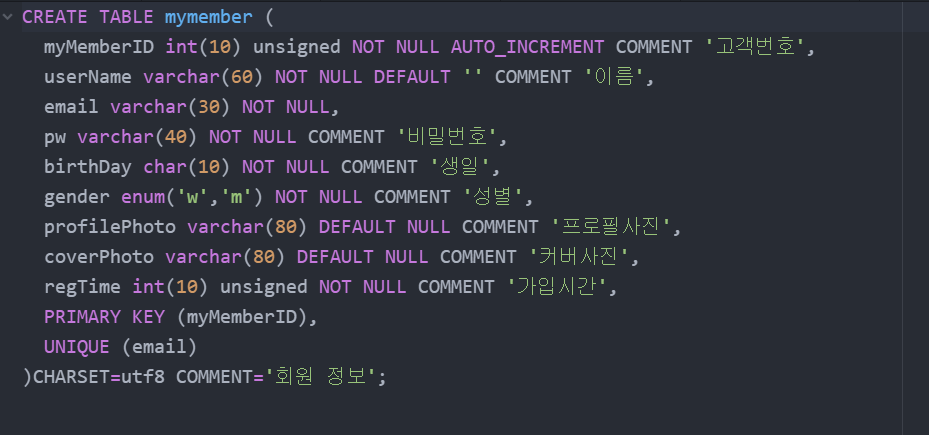 CREATE TABLE mymember (
myMemberID int(10) unsigned NOT NULL AUTO_INCREMENT COMMENT '고객번호',
userName varchar(60) NOT NULL DEFAULT '' COMMENT '이름',
email varchar(30) NOT NULL,
pw varchar(40) NOT NULL COMMENT '비밀번호',
birthDay char(10) NOT NULL COMMENT '생일',
gender enum('w','m') NOT NULL COMMENT '성별',
profilePhoto varchar(80) DEFAULT NULL COMMENT '프로필사진',
coverPhoto varchar(80) DEFAULT NULL COMMENT '커버사진',
regTime int(10) unsigned NOT NULL COMMENT '가입시간',
PRIMARY KEY (myMemberID),
UNIQUE (email)
)CHARSET=utf8 COMMENT='회원 정보';